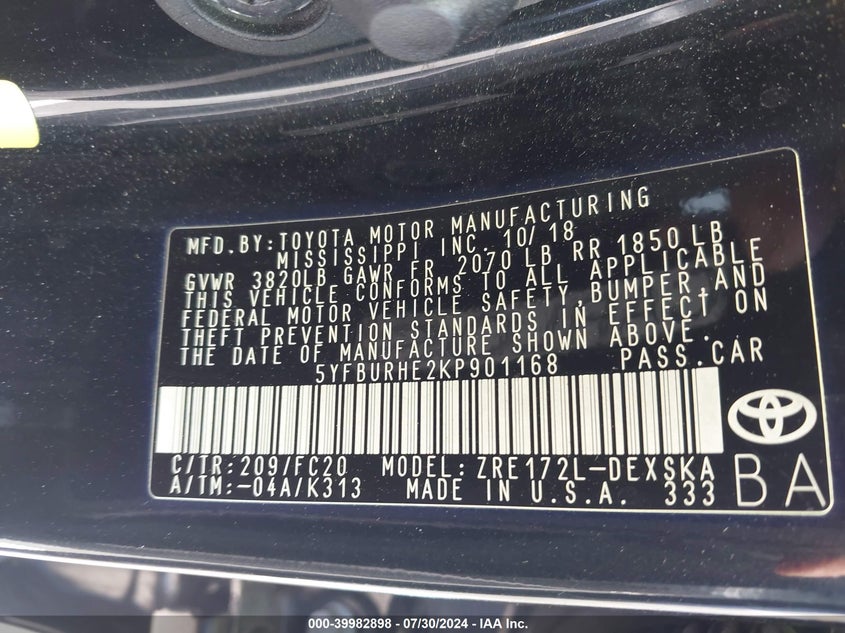 MFD. BY: TOYOTA MOTOR MANUFACTURING
MISSISSIPPI INC. 10/18
GVWR 3820LB GAWR FR 2070 LB RR 1850 LB
THIS VEHICLE CONFORMS TO ALL APPLICABLE
FEDERAL MOTOR VEHICLE SAFETY, BUMPER, AND
THEFT PREVENTION STANDARDS IN EFFECT ON
THE DATE OF MANUFACTURE SHOWN ABOVE.
5YFBURHE2KP901168 PASS.CAR
C/TR: 209/FC20 MODEL: ZRE172L-DEXSKA
A/TM:-04A/K313 MADE IN U.S.A. 333
BA
000-39982898 - 07/30/2024 - STK - IAA Inc.